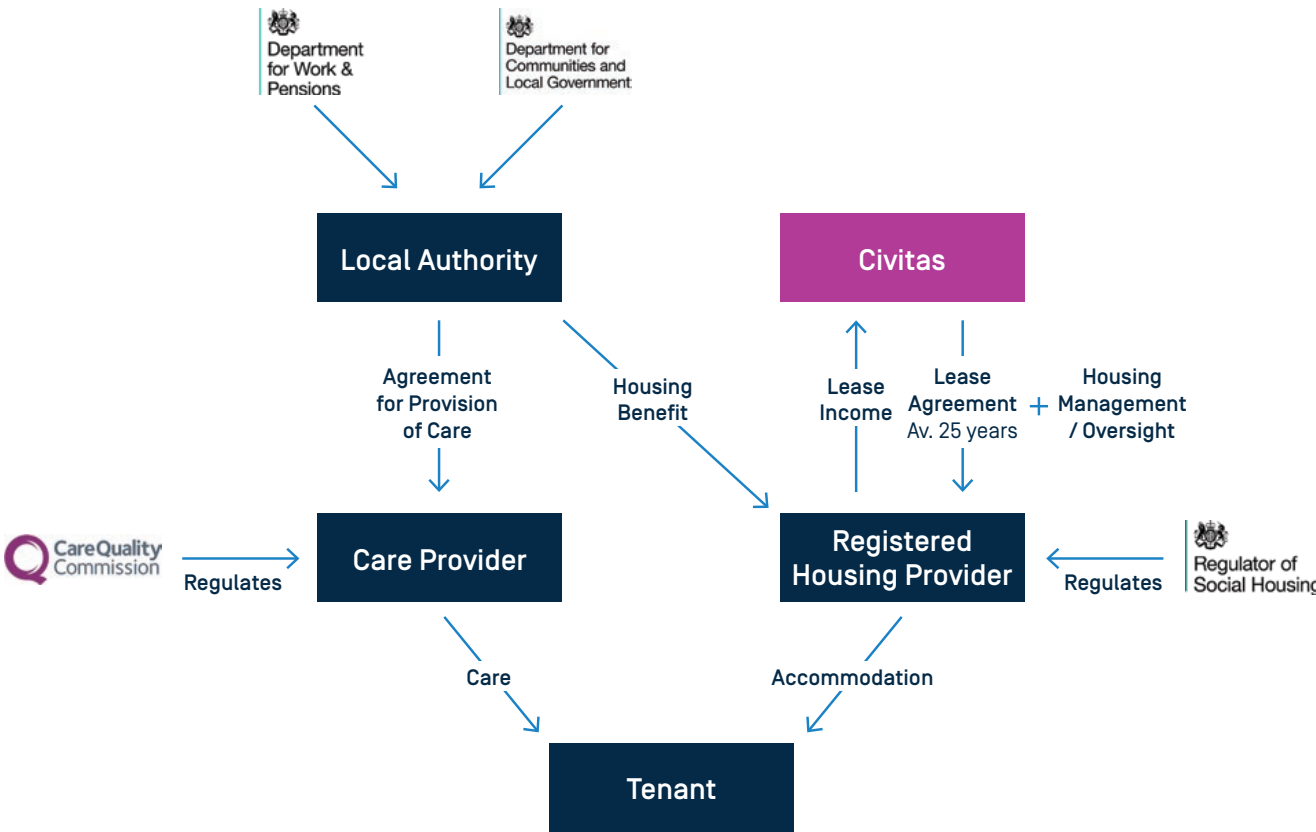 Department
for Work &
Pensions
Department for
Communities and
Local Government
Local Authority
Civitas
Agreement
for Provision
of Care
Housing
Benefit
Lease
Income
Lease
Agreement
Av. 25 years
+
Housing
Management
/ Oversight
CareQuality
Commission
Regulates
Care Provider
Registered
Housing Provider
Regulates
Regulator of
Social Housing
Care
Accommodation
Tenant